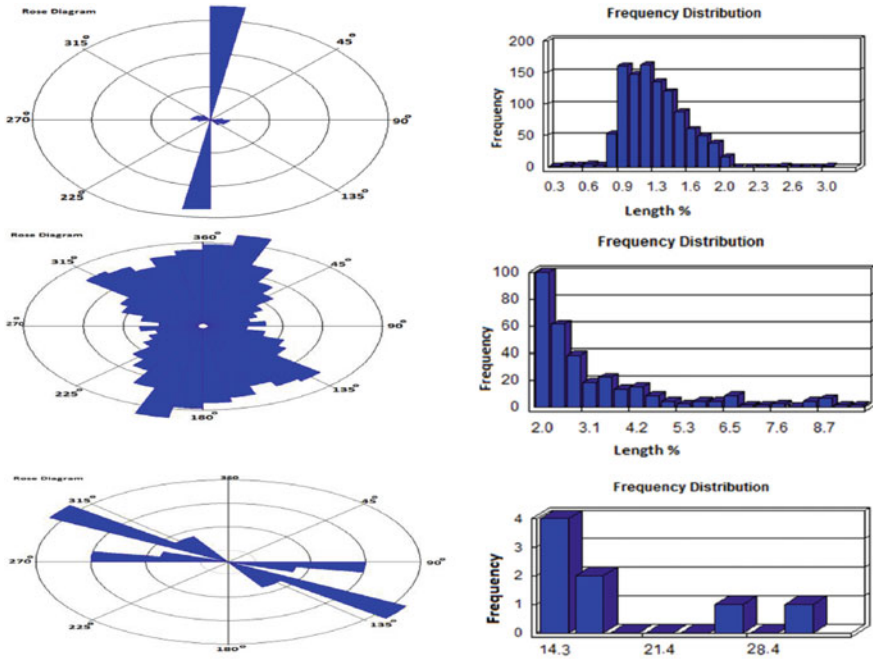 Rose Diagram
315°
45°
270°
90°
225°
135°
Frequency Distribution
Frequency
200
150
100
50
0
0.3 0.6 0.9 1.3 1.6 2.0 2.3 2.6 3.0
Length %
Rose Diagram
360°
315°
45°
270°
90°
225°
135°
180°
Frequency Distribution
Frequency
100
80
60
40
20
0
2.0 3.1 4.2 5.3 6.5 7.6 8.7
Length %
Rose Diagram
360
315°
45°
270°
90°
225°
135°
180°
Frequency Distribution
Frequency
4
3
2
1
0
14.3 21.4 28.4